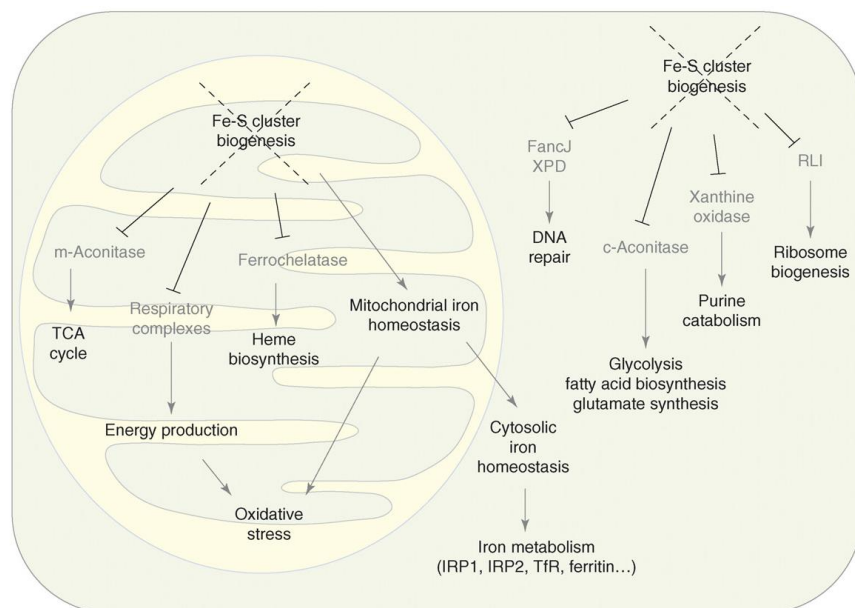 Fe-S cluster
biogenesis
m-Aconitase
TCA
cycle
Respiratory
complexes
Ferrochelatase
Heme
biosynthesis
Mitochondrial iron
homeostasis
Energy production
Oxidative
stress
Cytosolic
iron
homeostasis
Iron metabolism
(IRP1, IRP2, TfR, ferritin…)
Fe-S cluster
biogenesis
FancJ
XPD
DNA
repair
c-Aconitase
Glycolysis
fatty acid biosynthesis
glutamate synthesis
Xanthine
oxidase
Purine
catabolism
RLI
Ribosome
biogenesis